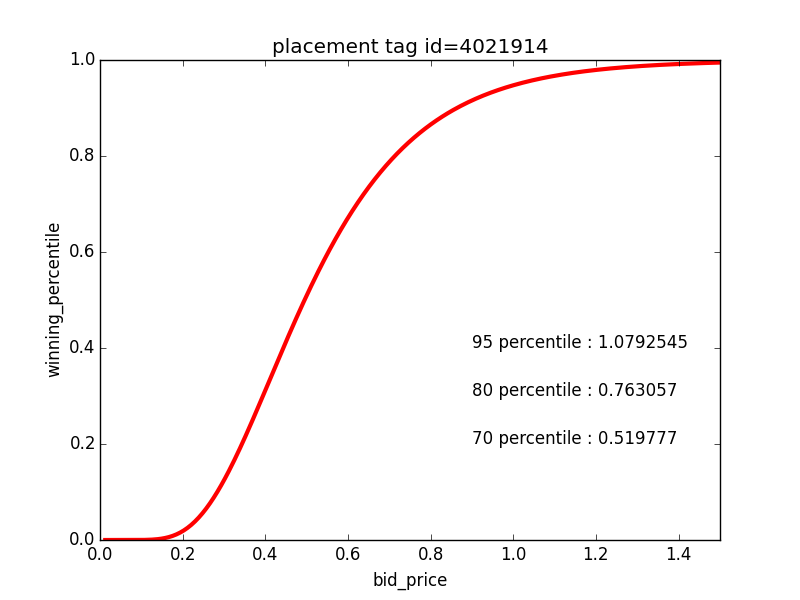 placement tag id=4021914
1.0
0.8
0.6
0.4
0.2
0.0
winning_percentile
95 percentile : 1.0792545
80 percentile : 0.763057
70 percentile : 0.519777
0.0 0.2 0.4 0.6 0.8 1.0 1.2 1.4
bid_price